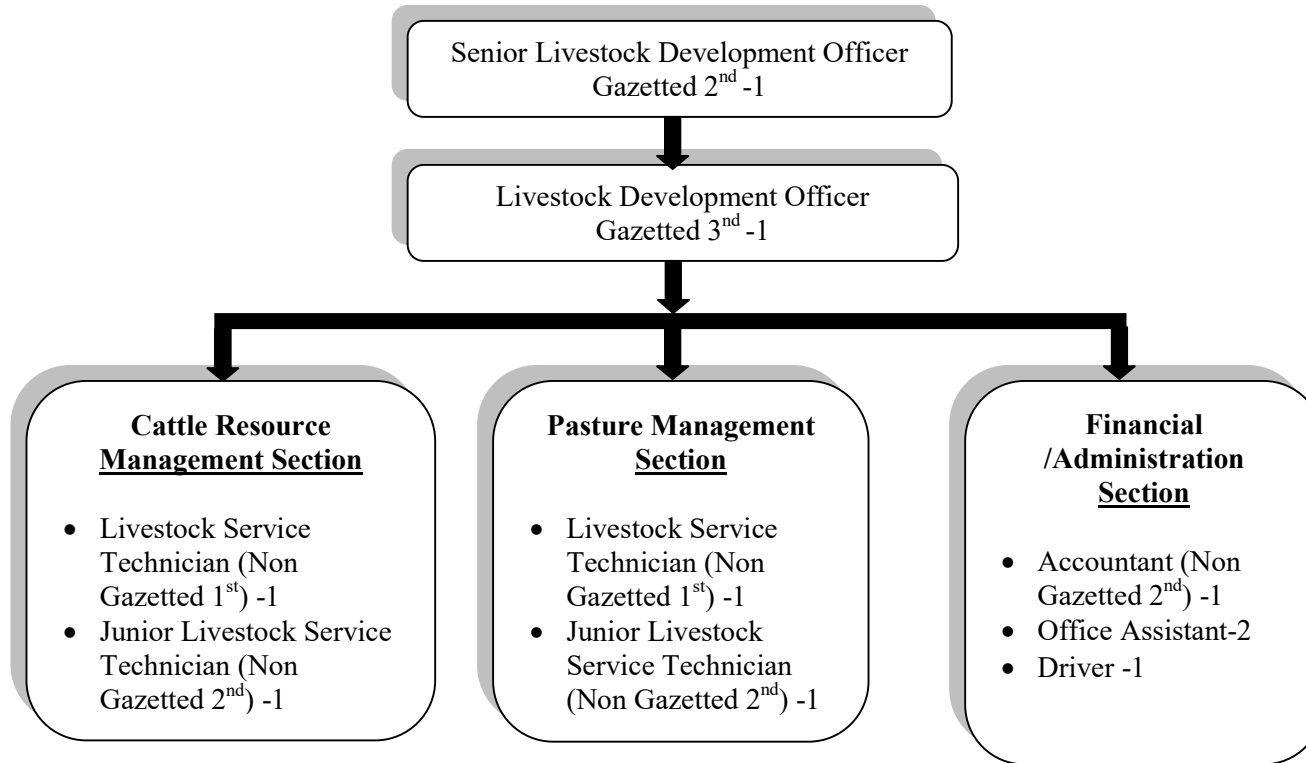 Senior Livestock Development Officer
Gazetted 2nd -1
Livestock Development Officer
Gazetted 3nd -1
Cattle Resource
Management Section
• Livestock Service
Technician (Non
Gazetted 1st) -1
• Junior Livestock Service
Technician (Non
Gazetted 2nd) -1
Pasture Management
Section
• Livestock Service
Technician (Non
Gazetted 1st) -1
• Junior Livestock
Service Technician
(Non Gazetted 2nd) -1
Financial
/Administration
Section
• Accountant (Non
Gazetted 2nd) -1
• Office Assistant-2
• Driver -1